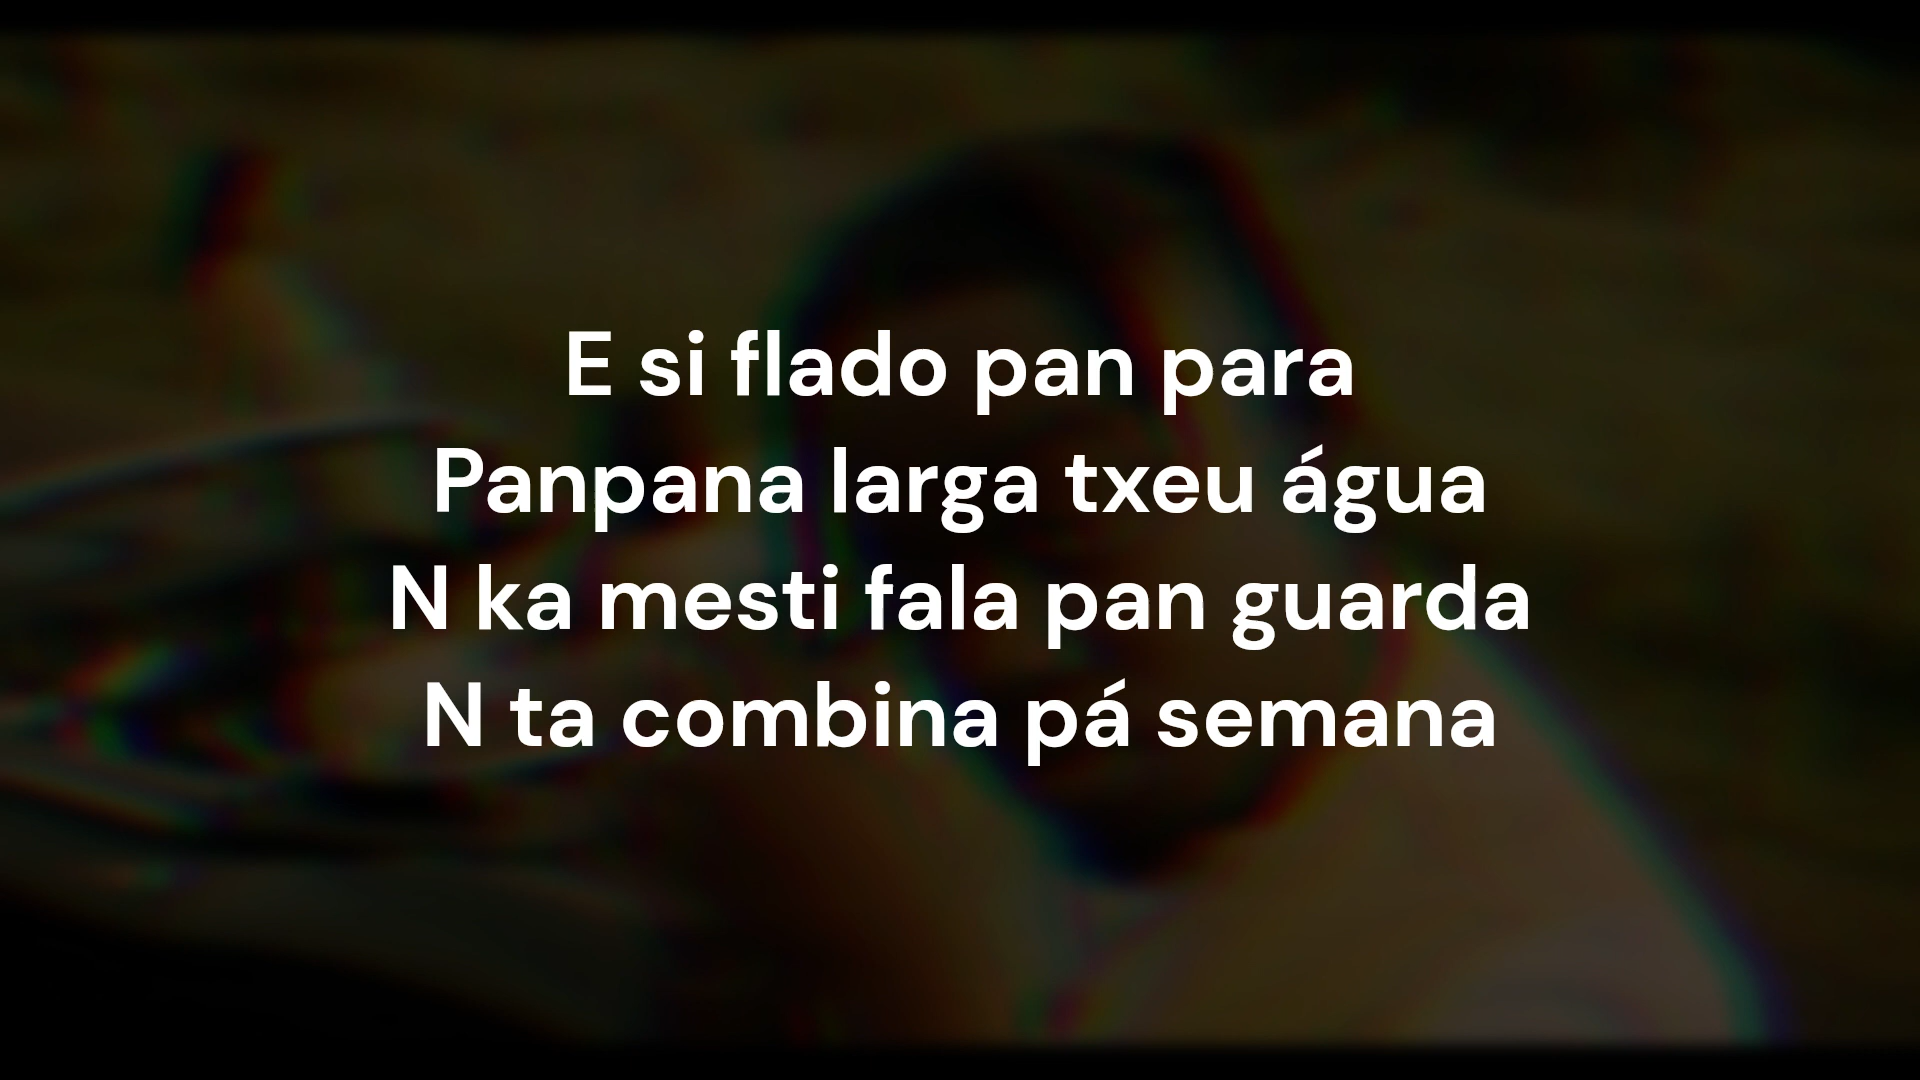 E si flado pan para
Panpana larga txeu água
N ka mesti fala pan guarda
N ta combina pá semana